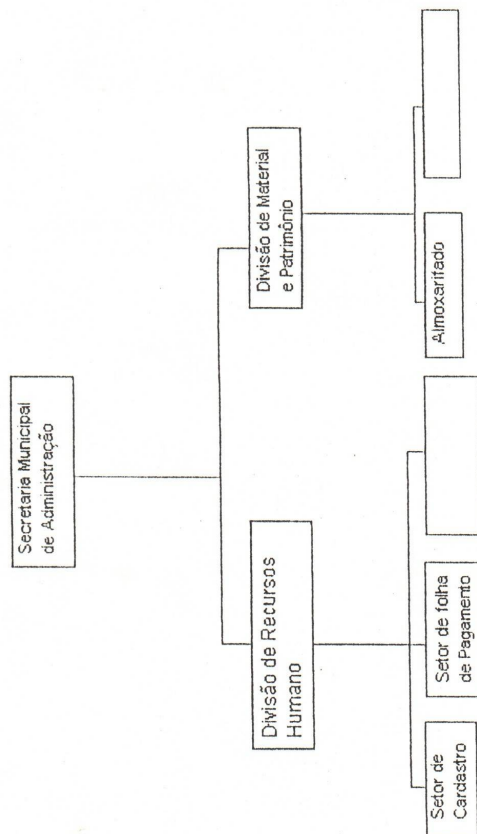 Secretaria Municipal
de Administração
Divisão de Recursos
Humano
Divisão de Material
e Patrimônio
Setor de
Cardastro
Setor de folha
de Pagamento
Almoxarifado